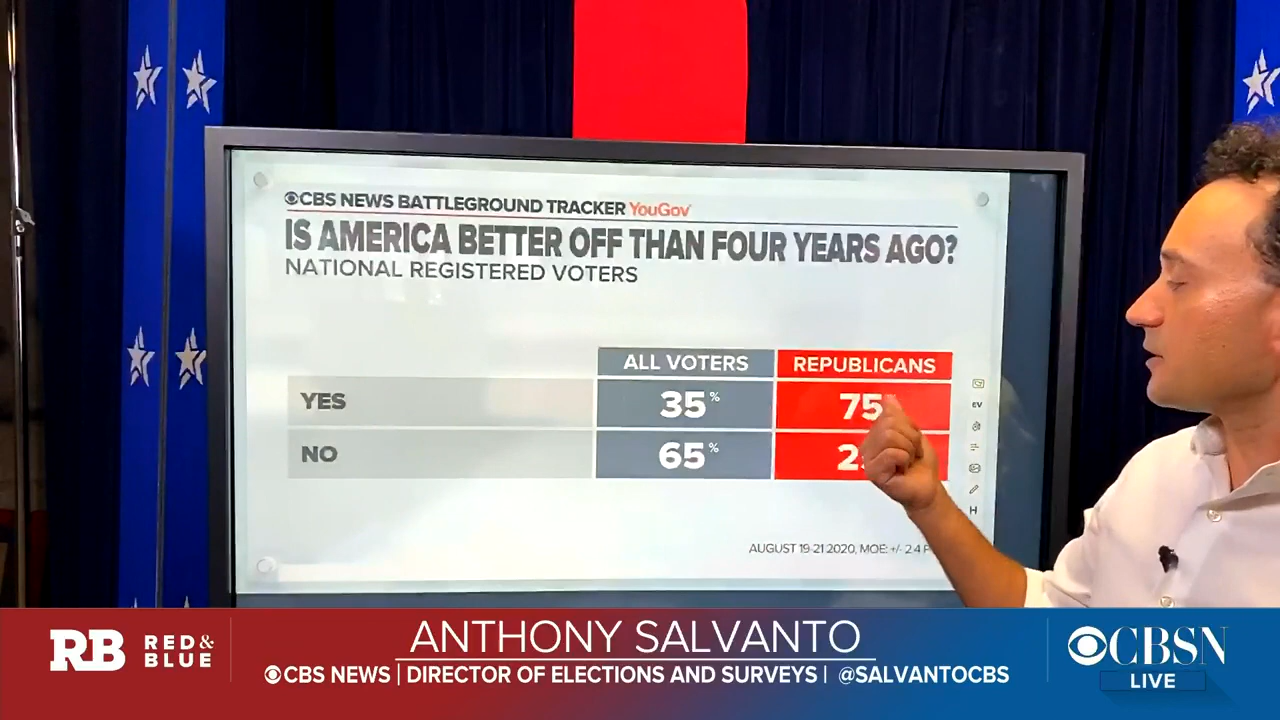 CBS NEWS BATTLEGROUND TRACKER YouGov
IS AMERICA BETTER OFF THAN FOUR YEARS AGO?
NATIONAL REGISTERED VOTERS
ALL VOTERS REPUBLICANS
YES 35% 75
NO 65%
EV
H
AUGUST 19-21 2020, MOE: +/- 2.4
RB RED& BLUE
ANTHONY SALVANTO
CBS NEWS | DIRECTOR OF ELECTIONS AND SURVEYS | @SALVANTOCBS
CBSN
LIVE